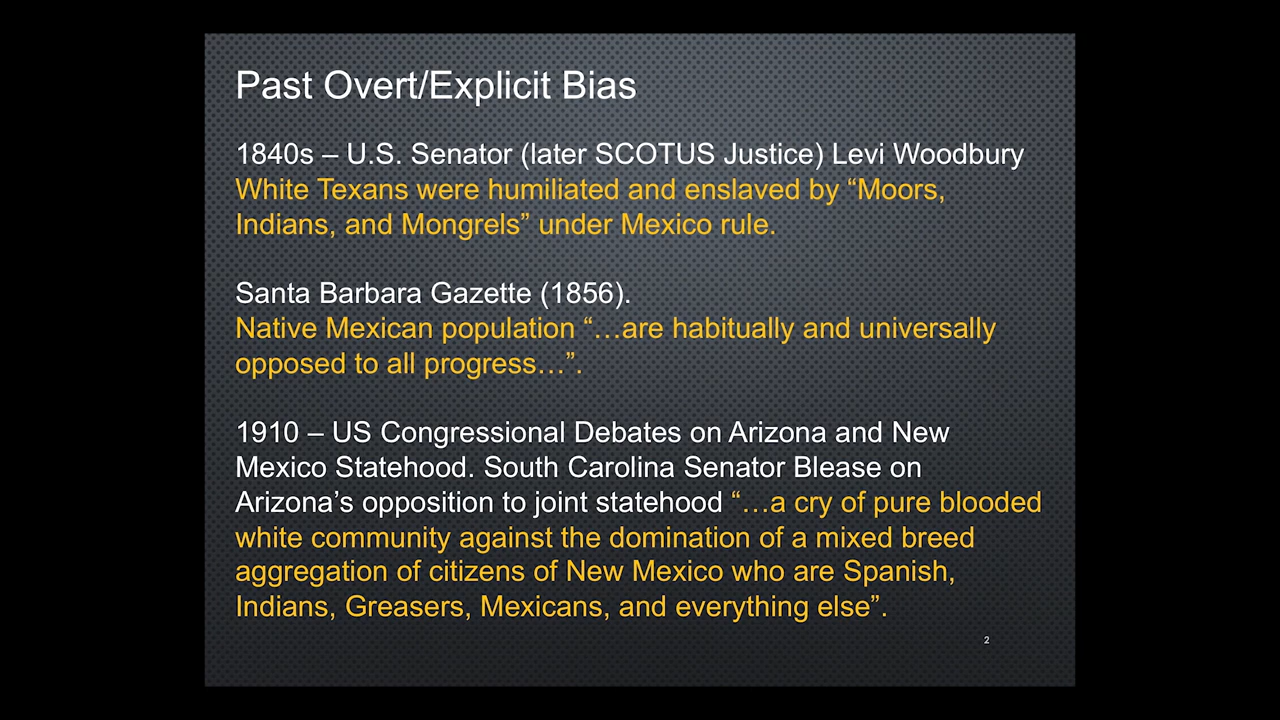 Past Overt/Explicit Bias
1840s – U.S. Senator (later SCOTUS Justice) Levi Woodbury
White Texans were humiliated and enslaved by “Moors,
Indians, and Mongrels” under Mexico rule.
Santa Barbara Gazette (1856).
Native Mexican population “…are habitually and universally
opposed to all progress…”.
1910 – US Congressional Debates on Arizona and New
Mexico Statehood. South Carolina Senator Blease on
Arizona’s opposition to joint statehood “…a cry of pure blooded
white community against the domination of a mixed breed
aggregation of citizens of New Mexico who are Spanish,
Indians, Greasers, Mexicans, and everything else”.
2